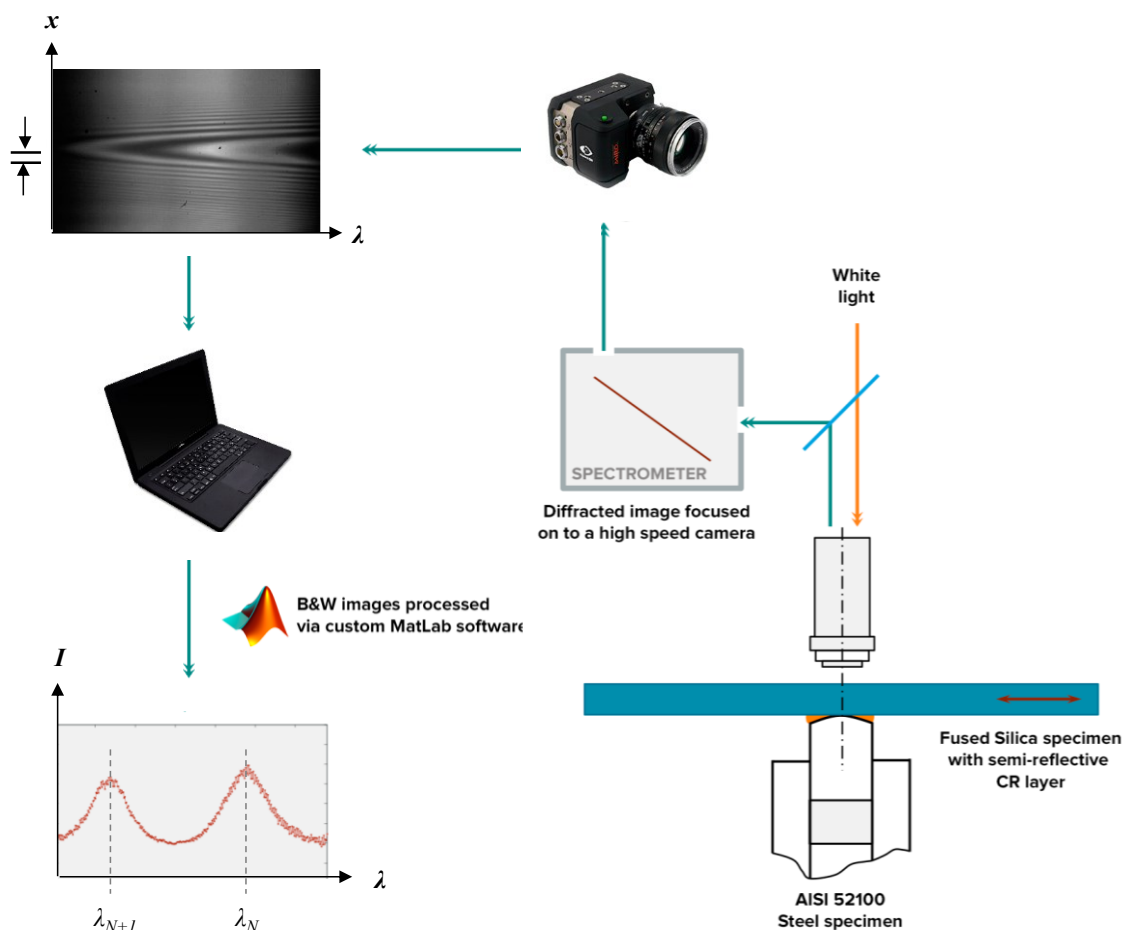 x
λ
White
light
SPECTROMETER
Diffracted image focused
on to a high speed camera
B&W images processed
via custom MatLab software
I
λ
λN+1
λN
Fused Silica specimen
with semi-reflective
CR layer
AISI 52100
Steel specimen